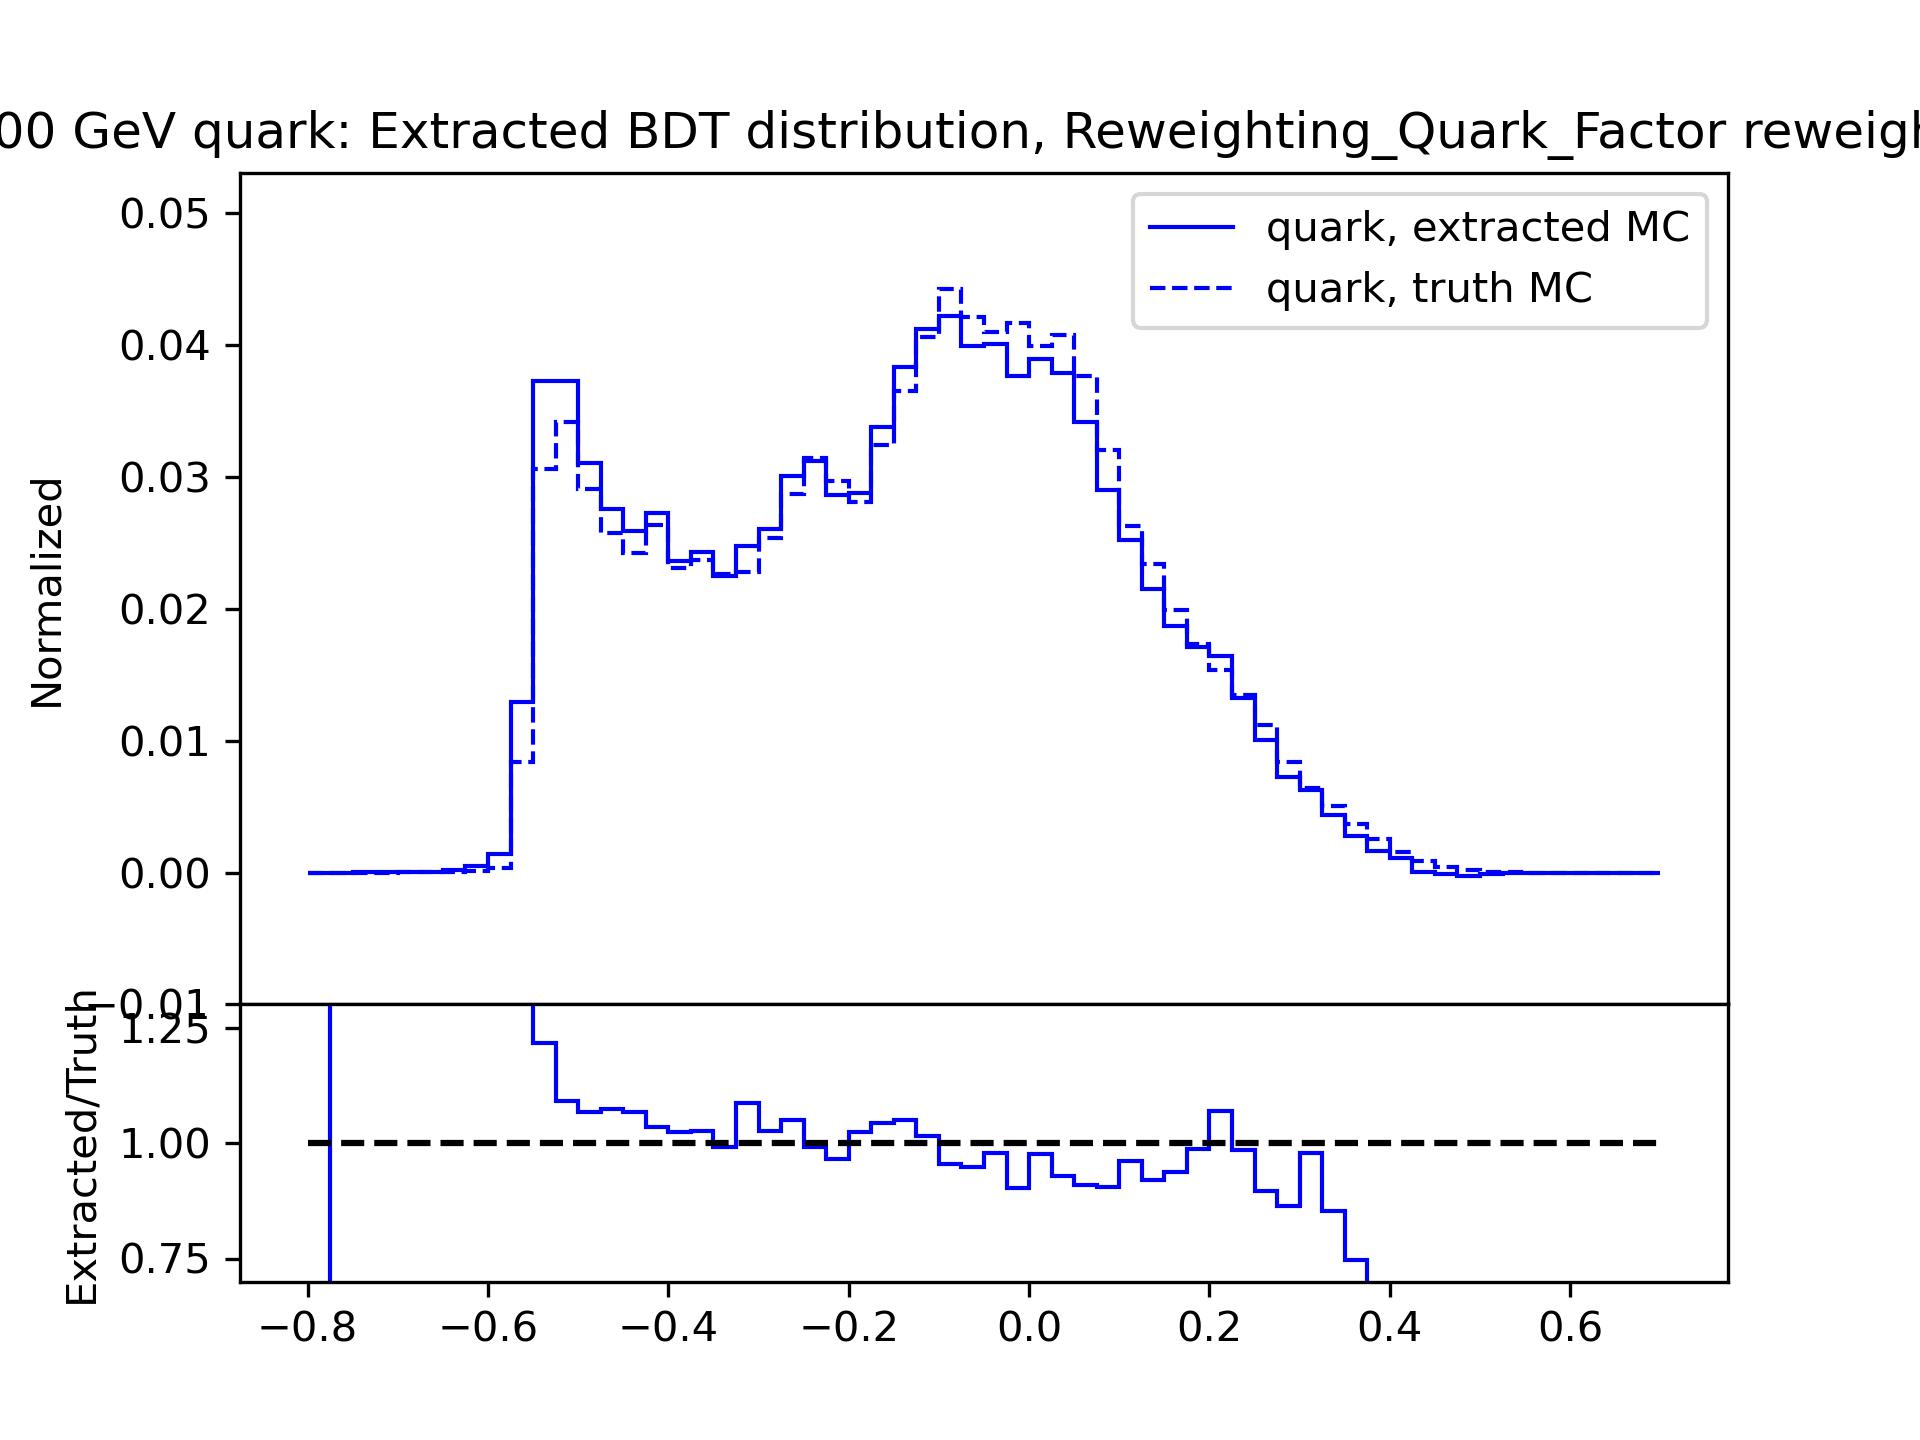 00 GeV quark: Extracted BDT distribution, Reweighting_Quark_Factor reweigh
quark, extracted MC
quark, truth MC
Normalized
0.05
0.04
0.03
0.02
0.01
0.00
−0.01
Extracted/Truth
1.25
1.00
0.75
−0.8 −0.6 −0.4 −0.2 0.0 0.2 0.4 0.6